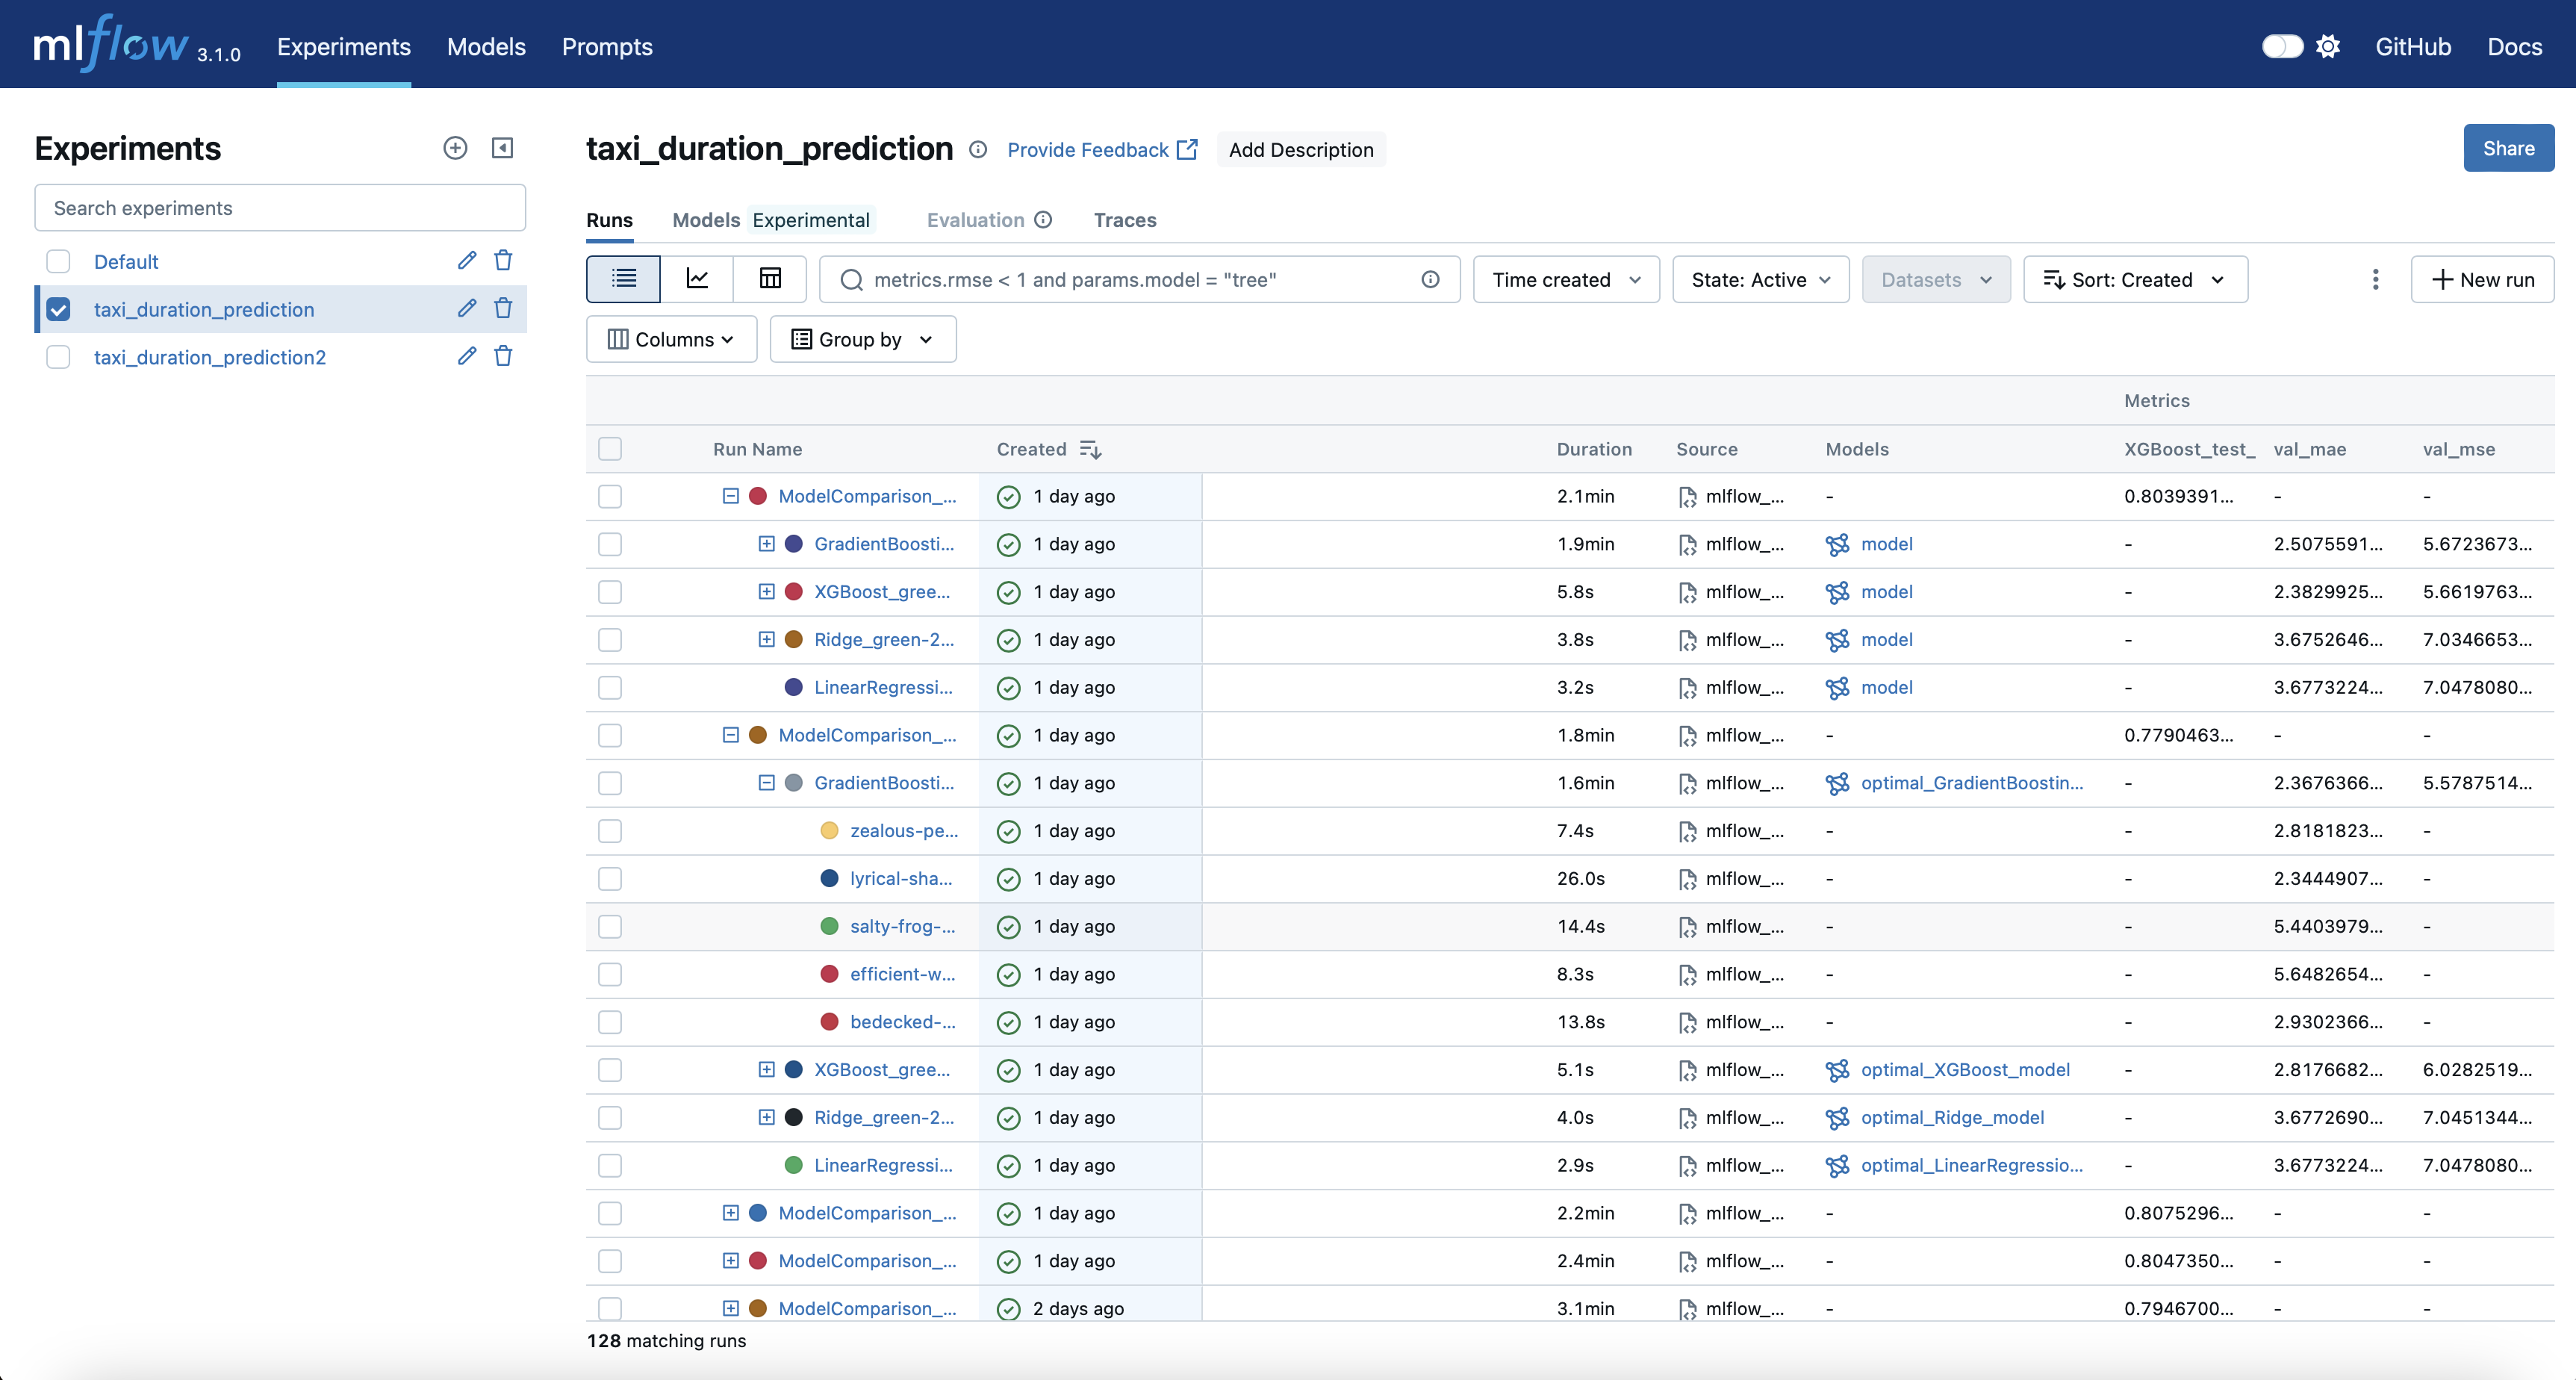 mlflow 3.1.0 Experiments Models Prompts GitHub Docs
Experiments
Search experiments
Default
taxi_duration_prediction
taxi_duration_prediction2
taxi_duration_prediction Provide Feedback Add Description Share
Runs Models Experimental Evaluation Traces
metrics.rmse < 1 and params.model = "tree" Time created State: Active Datasets Sort: Created New run
Columns Group by
Metrics
Run Name Created Duration Source Models XGBoost_test_ val_mae val_mse
ModelComparison_... 1 day ago 2.1min mlflow_... - 0.8039391... - -
GradientBoosti... 1 day ago 1.9min mlflow_... model - 2.5075591... 5.6723673...
XGBoost_gree... 1 day ago 5.8s mlflow_... model - 2.3829925... 5.6619763...
Ridge_green-2... 1 day ago 3.8s mlflow_... model - 3.6752646... 7.0346653...
LinearRegressi... 1 day ago 3.2s mlflow_... model - 3.6773224... 7.0478080...
ModelComparison_... 1 day ago 1.8min mlflow_... - 0.7790463... - -
GradientBoosti... 1 day ago 1.6min mlflow_... optimal_GradientBoostin... - 2.3676366... 5.5787514...
zealous-pe... 1 day ago 7.4s mlflow_... - - 2.8181823... -
lyrical-sha... 1 day ago 26.0s mlflow_... - - 2.3444907... -
salty-frog-... 1 day ago 14.4s mlflow_... - - 5.4403979... -
efficient-w... 1 day ago 8.3s mlflow_... - - 5.6482654... -
bedecked-... 1 day ago 13.8s mlflow_... - - 2.9302366... -
XGBoost_gree... 1 day ago 5.1s mlflow_... optimal_XGBoost_model - 2.8176682... 6.0282519...
Ridge_green-2... 1 day ago 4.0s mlflow_... optimal_Ridge_model - 3.6772690... 7.0451344...
LinearRegressi... 1 day ago 2.9s mlflow_... optimal_LinearRegressio... - 3.6773224... 7.0478080...
ModelComparison_... 1 day ago 2.2min mlflow_... - 0.8075296... - -
ModelComparison_... 1 day ago 2.4min mlflow_... - 0.8047350... - -
ModelComparison_... 2 days ago 3.1min mlflow_... - 0.7946700... - -
128 matching runs